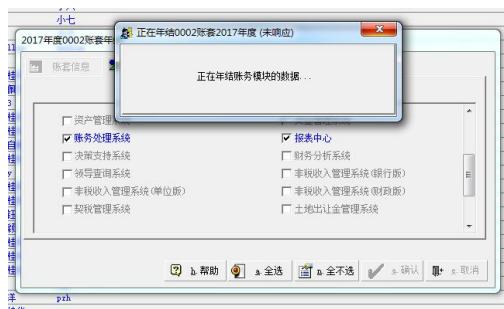 小七
2017年度0002账套年
正在年结0002账套2017年度 (未响应)
账套信息
正在年结账务模块的数据...
资产管理
账务处理系统 报表中心
决策支持系统 财务分析系统
领导查询系统 非税收入管理系统(银行版)
非税收入管理系统(单位版) 非税收入管理系统(财政版)
契税管理系统 土地出让金管理系统
h 帮助 a 全选 n 全不选 o 确认 c 取消
洋 prh